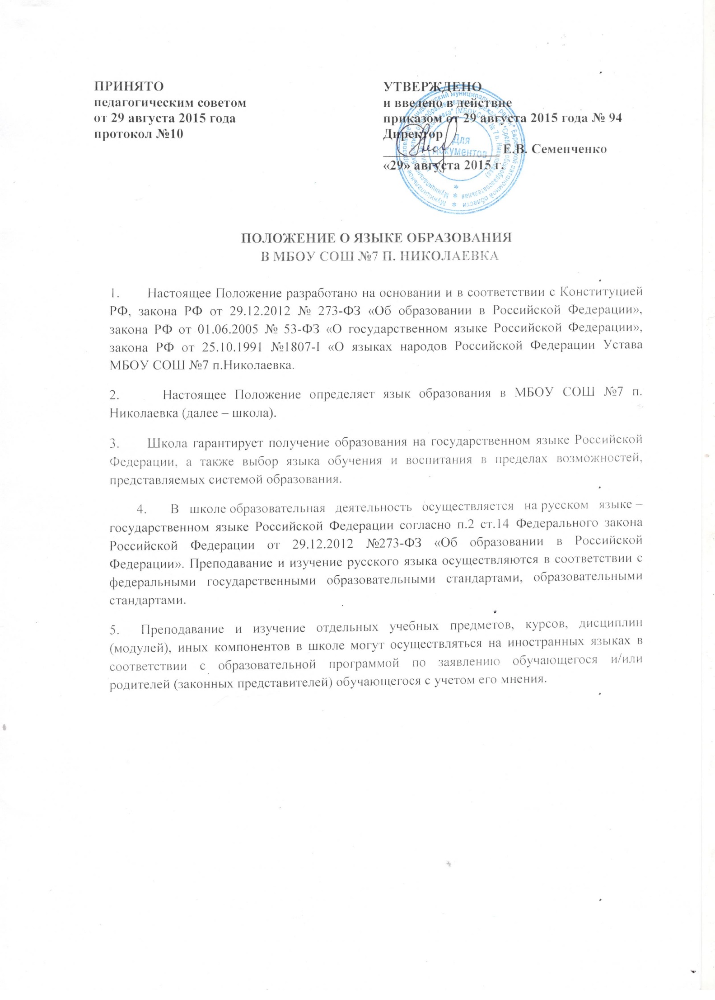 ПРИНЯТО
педагогическим советом
от 29 августа 2015 года
протокол №10
УТВЕРЖДЕНО
и введено в действие
приказом от 29 августа 2015 года № 94
Директор
Е.В. Семенченко
«29» августа 2015 г.
Для
документов
ПОЛОЖЕНИЕ О ЯЗЫКЕ ОБРАЗОВАНИЯ
В МБОУ СОШ №7 П. НИКОЛАЕВКА
1. Настоящее Положение разработано на основании и в соответствии с Конституцией
РФ, закона РФ от 29.12.2012 № 273-ФЗ «Об образовании в Российской Федерации»,
закона РФ от 01.06.2005 № 53-ФЗ «О государственном языке Российской Федерации»,
закона РФ от 25.10.1991 №1807-I «О языках народов Российской Федерации Устава
МБОУ СОШ №7 п.Николаевка.
2. Настоящее Положение определяет язык образования в МБОУ СОШ №7 п.
Николаевка (далее – школа).
3. Школа гарантирует получение образования на государственном языке Российской
Федерации, а также выбор языка обучения и воспитания в пределах возможностей,
представляемых системой образования.
4. В школе образовательная деятельность осуществляется на русском языке –
государственном языке Российской Федерации согласно п.2 ст.14 Федерального закона
Российской Федерации от 29.12.2012 №273-ФЗ «Об образовании в Российской
Федерации». Преподавание и изучение русского языка осуществляются в соответствии с
федеральными государственными образовательными стандартами, образовательными
стандартами.
5. Преподавание и изучение отдельных учебных предметов, курсов, дисциплин
(модулей), иных компонентов в школе могут осуществляться на иностранных языках в
соответствии с образовательной программой по заявлению обучающегося и/или
родителей (законных представителей) обучающегося с учетом его мнения.